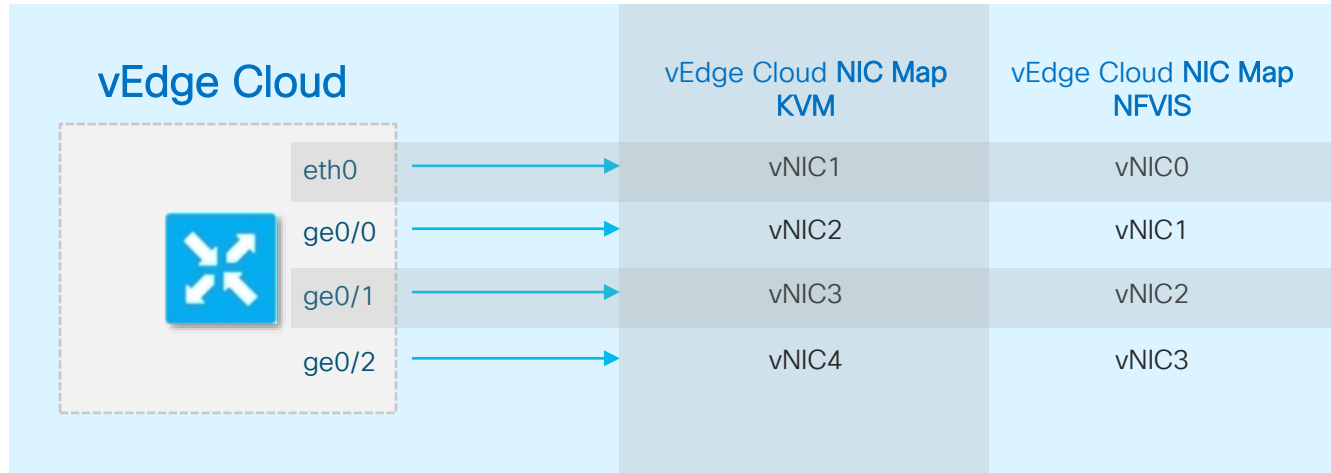 vEdge Cloud
vEdge Cloud NIC Map
KVM
vEdge Cloud NIC Map
NFVIS
eth0 vNIC1 vNIC0
ge0/0 vNIC2 vNIC1
ge0/1 vNIC3 vNIC2
ge0/2 vNIC4 vNIC3